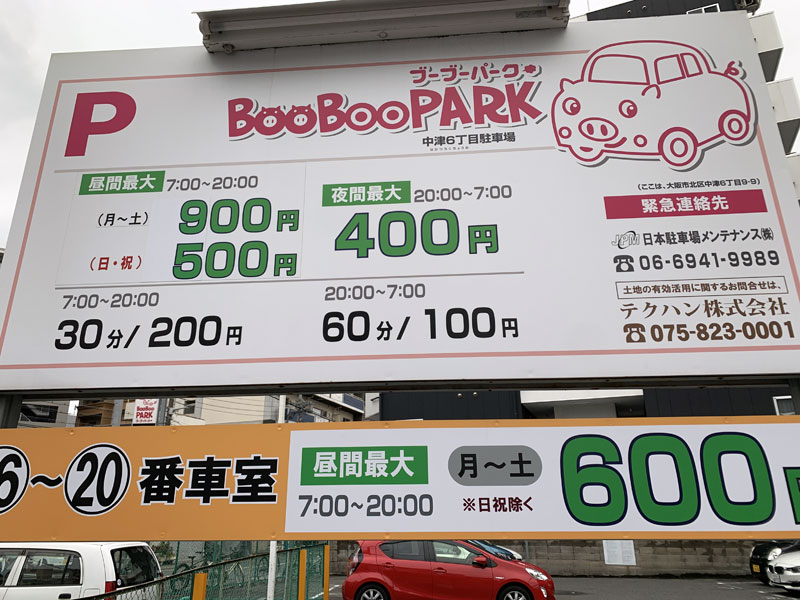 P
ブーブーパーク
BooBooPARK
中津6丁目駐車場
昼間最大 7:00～20:00
(月～土) 900円
(日・祝) 500円
夜間最大 20:00～7:00
400円
7:00～20:00
30分/200円
20:00～7:00
60分/100円
(ここは、大阪市北区中津6丁目9-9)
緊急連絡先
JPM 日本駐車場メンテナンス㈱
☎06-6941-9989
土地の有効活用に関するお問合せは、
テクハン株式会社
☎075-823-0001
BooBoo
PARK
6～⑳番車室
昼間最大 月～土
7:00～20:00 ※日祝除く
600円